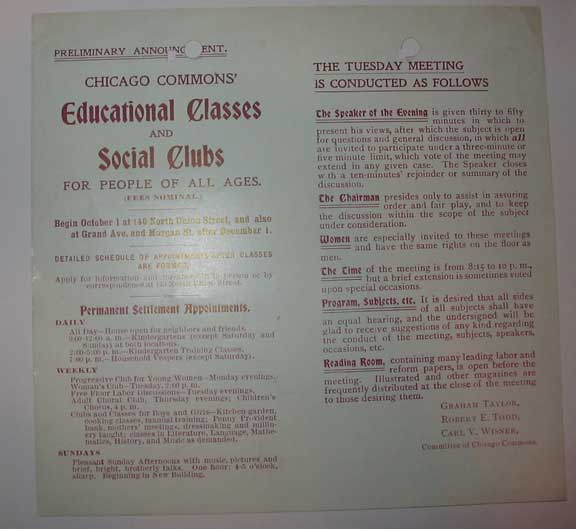 PRELIMINARY ANNOUNCEMENT.
CHICAGO COMMONS'
Educational Classes
AND
Social Clubs
FOR PEOPLE OF ALL AGES.
(FEES NOMINAL.)
Begin October 1 at 140 North Union Street, and also
at Grand Ave. and Morgan St. after December 1.
DETAILED SCHEDULE OF APPOINTMENTS AFTER CLASSES
ARE FORMED.
Apply for information and in person or by
correspondence at 140 North Union Street.
Permanent Settlement Appointments.
DAILY
All Day—House open for neighbors and friends.
9:00-12:00 a. m.—Kindergarten (except Saturday and
Sunday) at both localities.
2:00-5:00 p. m.—Kindergarten Training Classes.
7:00 p. m.—Household Vespers (except Saturday).
WEEKLY
Progressive Club for Young Women—Monday evenings.
Woman's Club—Tuesday, 2:00 p. m.
Free Floor Labor Discussions—Tuesday evenings.
Adult Choral Club, Thursday evenings; Children's
Chorus, 4 p. m.
Clubs and Classes for Boys and Girls—Kitchen garden,
cooking classes, manual training; Penny Provident
bank, mothers' meetings, dressmaking and millin-
ery taught; classes in Literature, Language, Mathe-
matics, History, and Music as demanded.
SUNDAYS
Pleasant Sunday Afternoons with music, pictures and
brief, bright, brotherly talks. One hour; 4-5 o'clock,
sharp. Beginning in New Building.
THE TUESDAY MEETING
IS CONDUCTED AS FOLLOWS
The Speaker of the Evening is given thirty to fifty
minutes in which to
present his views, after which the subject is open
for questions and general discussion, in which all
are invited to participate under a three-minute or
five minute limit, which vote of the meeting may
extend in any given case. The Speaker closes
with a ten-minutes' rejoinder or summary of the
discussion.
The Chairman presides only to assist in assuring
order and fair play, and to keep
the discussion within the scope of the subject
under consideration.
Women are especially invited to these meetings
and have the same rights on the floor as
men.
The Time of the meeting is from 8:15 to 10 p. m.,
but a brief extension is sometimes voted
upon special occasions.
Program, Subjects, etc. It is desired that all sides
of all subjects shall have
an equal hearing, and the undersigned will be
glad to receive suggestions of any kind regarding
the conduct of the meeting, subjects, speakers,
occasions, etc.
Reading Room, containing many leading labor and
reform papers, is open before the
meeting. Illustrated and other magazines are
frequently distributed at the close of the meeting
to those desiring them.
GRAHAM TAYLOR,
ROBERT E. TODD,
CARL V. WISNER,
Committee of Chicago Commons.